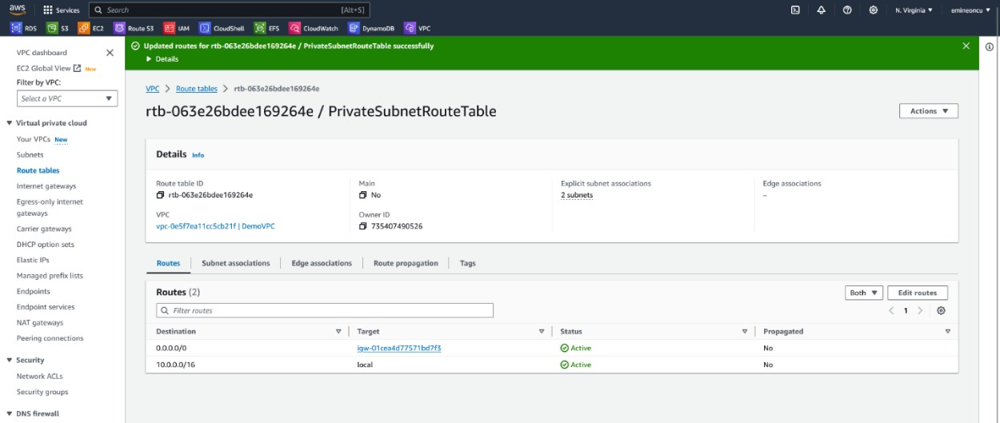 aws Services Search [Alt+S] N. Virginia ▼ emineoncu ▼
RDS S3 EC2 Route 53 IAM CloudShell EFS CloudWatch DynamoDB VPC
VPC dashboard
EC2 Global View New
Filter by VPC:
Select a VPC
Virtual private cloud
Your VPCs New
Subnets
Route tables
Internet gateways
Egress-only internet
gateways
Carrier gateways
DHCP option sets
Elastic IPs
Managed prefix lists
Endpoints
Endpoint services
NAT gateways
Peering connections
Security
Network ACLs
Security groups
DNS firewall
Updated routes for rtb-063e26bdee169264e / PrivateSubnetRouteTable successfully
Details
VPC > Route tables > rtb-063e26bdee169264e
rtb-063e26bdee169264e / PrivateSubnetRouteTable
Actions
Details Info
Route table ID
rtb-063e26bdee169264e
Main
No
Explicit subnet associations
2 subnets
Edge associations
–
VPC
vpc-0e5f7ea11cc5cb21f | DemoVPC
Owner ID
735407490526
Routes Subnet associations Edge associations Route propagation Tags
Routes (2)
Both Edit routes
Filter routes
1
Destination Target Status Propagated
0.0.0.0/0 igw-01cea4d77571bd7f3 Active No
10.0.0.0/16 local Active No